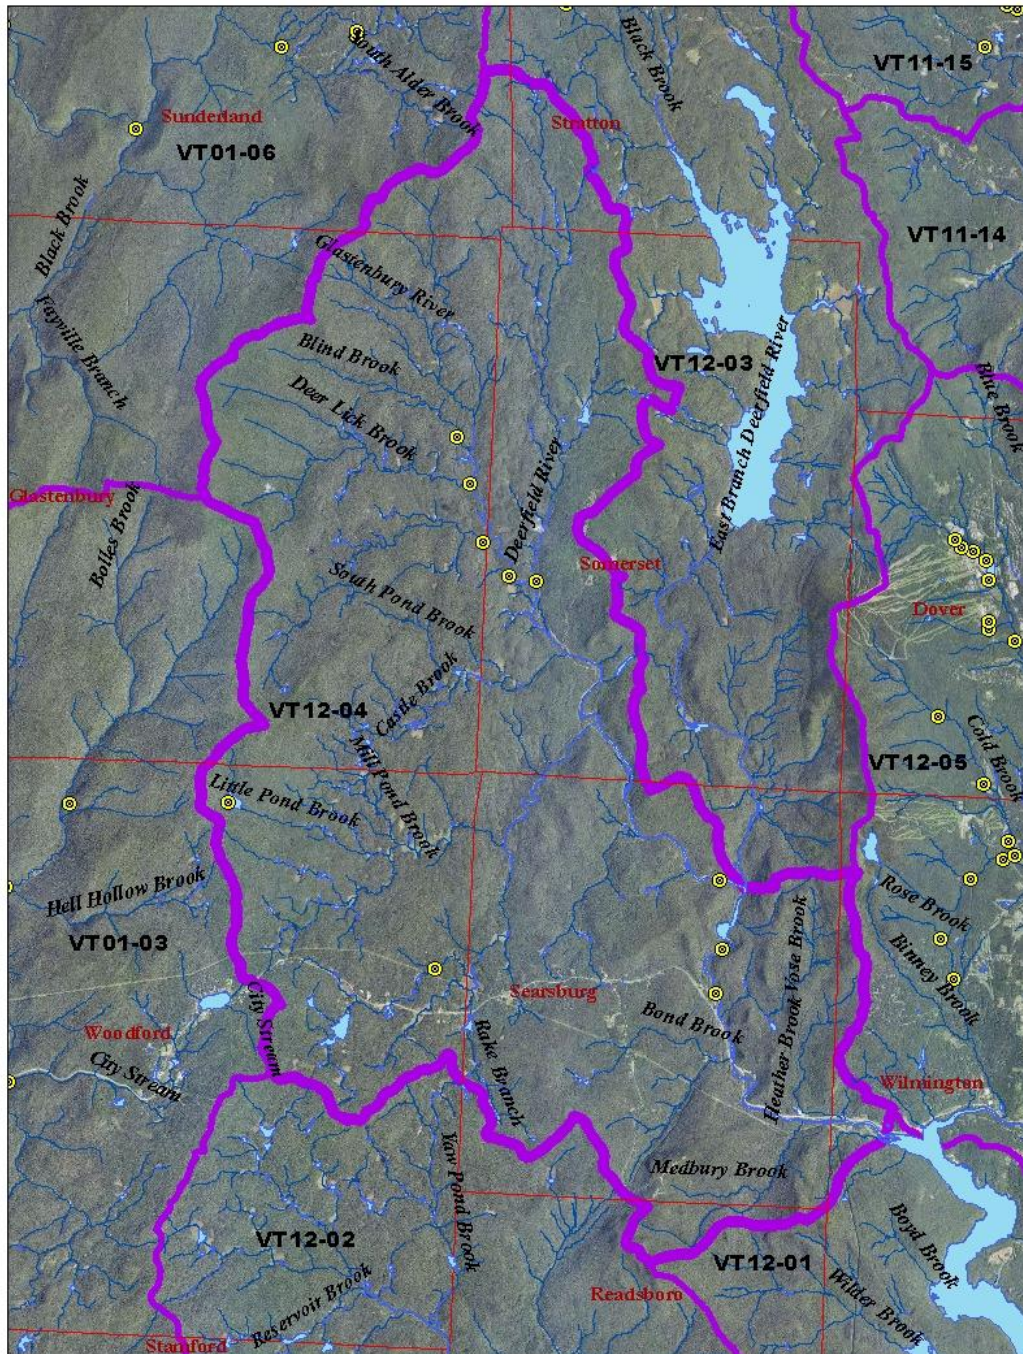 South Alder Brook
Black Brook
VT11-15
Sunderland
Stratton
VT01-06
Black Brook
VT11-14
Glastenbury River
Fayville Branch
Blind Brook
VT12-03
East Branch Deerfield River
Blue Brook
Deer Lick Brook
Glastenbury
Bolles Brook
Deerfield River
Somerset
South Pond Brook
Dover
VT12-04
Castle Brook
Mill Pond Brook
Gold Brook
VT12-05
Little Pond Brook
Hell Hollow Brook
Rose Brook
VT01-03
Binney Brook
Heather Brook
Vose Brook
Searsburg
City Stream
Bond Brook
Woodford
Rake Branch
City Stream
Wilmington
Yaw Pond Brook
Medbury Brook
Boyd Brook
VT12-02
VT12-01
Reservoir Brook
Readsboro
Wilder Brook
Stamford